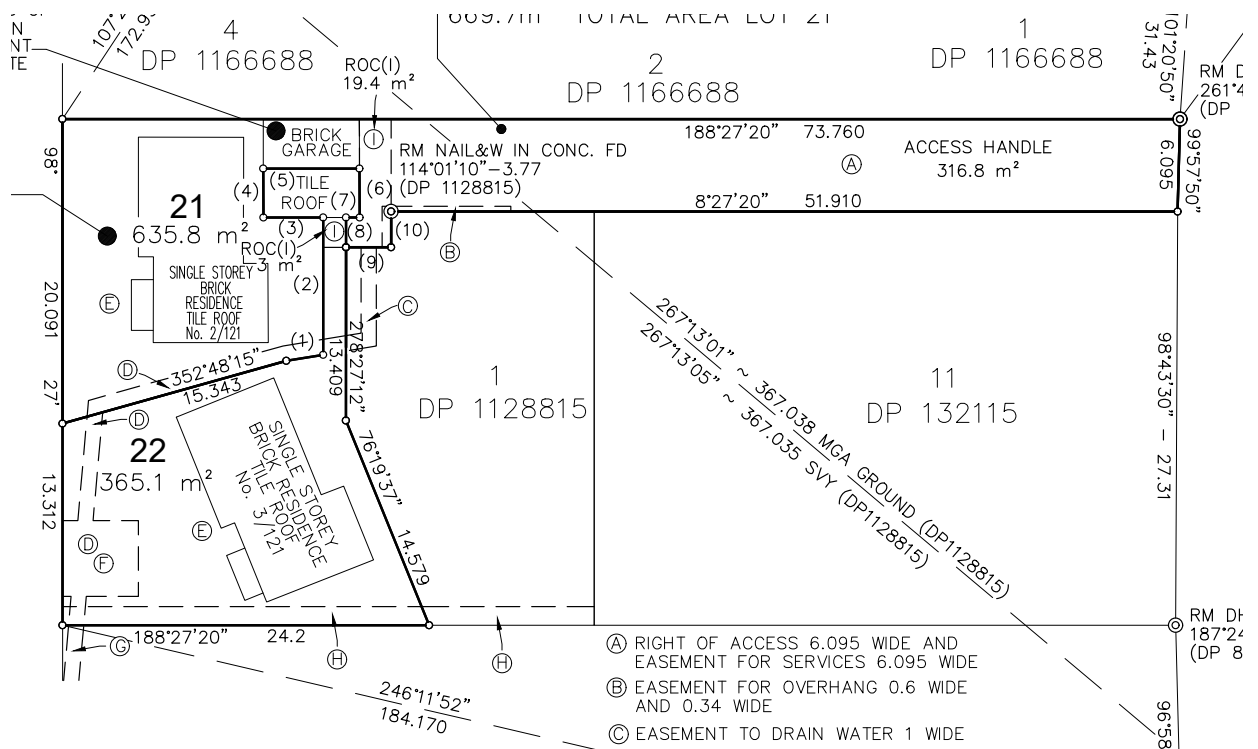 N
NT
TE
107°2
172.9
4
DP 1166688
669.7m² TOTAL AREA LOT 21
2
DP 1166688
1
DP 1166688
01°20'50"
31.43
RM D
261°4
(DP
ROC(I)
19.4 m²
I
BRICK
GARAGE
RM NAIL&W IN CONC. FD
114°01'10"–3.77
(DP 1128815)
188°27'20" 73.760
A
ACCESS HANDLE
316.8 m²
99°57'50"
6.095
98°
(4)
(5)
TILE
ROOF
(7)
(6)
8°27'20" 51.910
B
21
635.8 m²
(3)
I
(8)
(10)
(9)
ROC(I)
3 m²
(2)
C
SINGLE STOREY
BRICK
RESIDENCE
TILE ROOF
No. 2/121
E
20.091
(1)
278°27'12"
13.409
D
352°48'15"
15.343
27'
D
1
DP 1128815
11
DP 132115
98°43'30" – 27.31
267°13'01" ~ 367.038 MGA GROUND (DP1128815)
267°13'05" ~ 367.035 SVY (DP1128815)
22
365.1 m²
76°19'37"
14.579
SINGLE STOREY
BRICK RESIDENCE
TILE ROOF
No. 3/121
E
13.312
D
F
188°27'20" 24.2
G
H
H
246°11'52"
184.170
RM DH
187°24
(DP 8
96°58
A RIGHT OF ACCESS 6.095 WIDE AND
EASEMENT FOR SERVICES 6.095 WIDE
B EASEMENT FOR OVERHANG 0.6 WIDE
AND 0.34 WIDE
C EASEMENT TO DRAIN WATER 1 WIDE